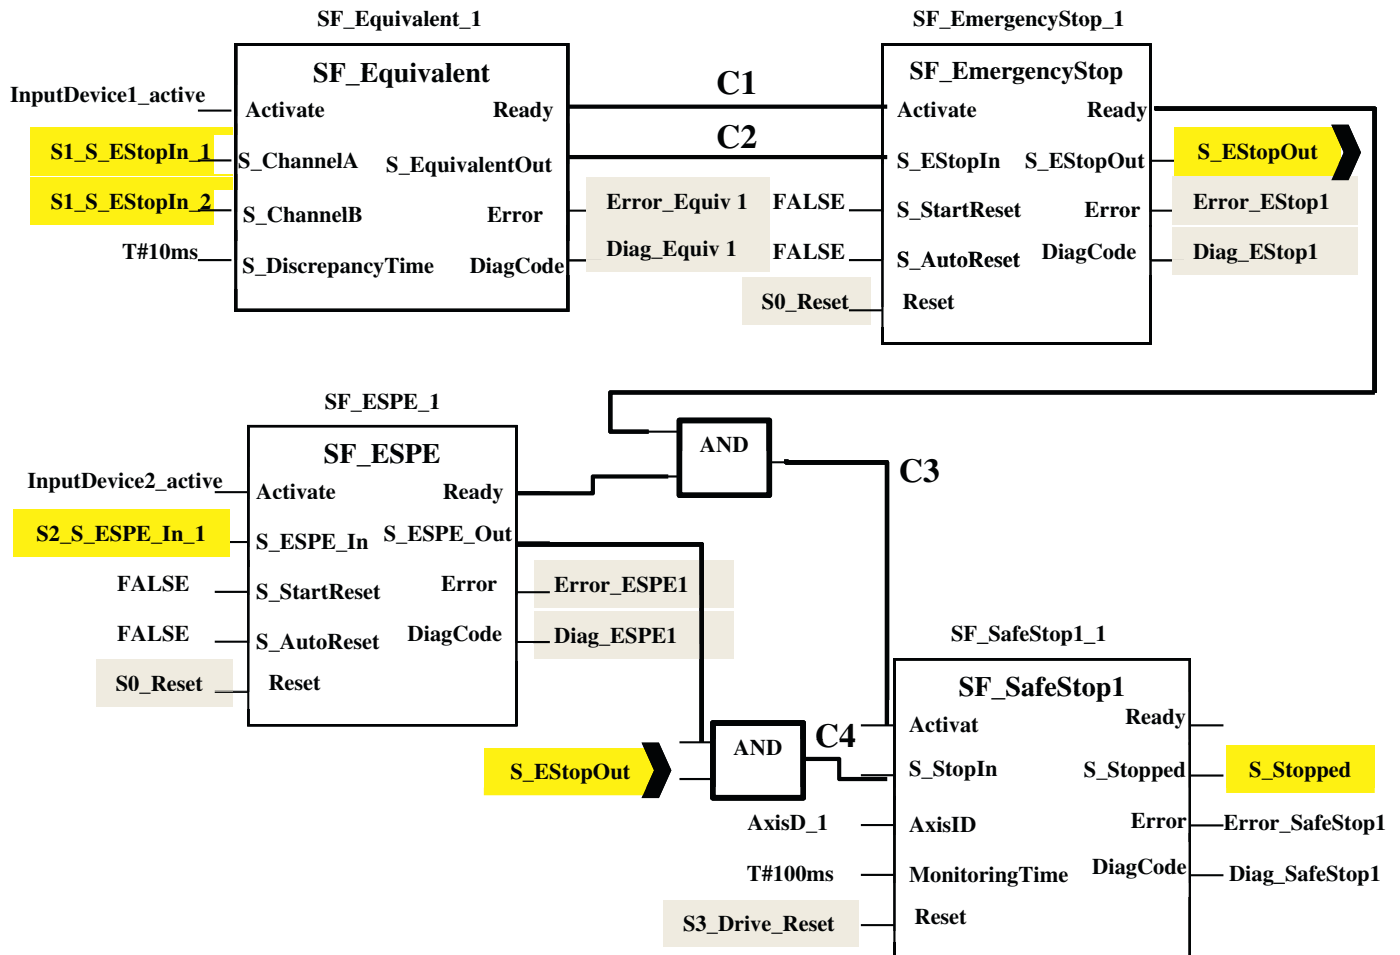 SF_Equivalent_1
SF_EmergencyStop_1
SF_Equivalent
SF_EmergencyStop
InputDevice1_active
Activate
Ready
C1
Activate
Ready
S1_S_EStopIn_1
S_ChannelA
S_EquivalentOut
C2
S_EStopIn
S_EStopOut
S_EStopOut
S1_S_EStopIn_2
S_ChannelB
Error
Error_Equiv 1
FALSE
S_StartReset
Error
Error_EStop1
T#10ms
S_DiscrepancyTime
DiagCode
Diag_Equiv 1
FALSE
S_AutoReset
DiagCode
Diag_EStop1
S0_Reset
Reset
SF_ESPE_1
SF_ESPE
AND
C3
InputDevice2_active
Activate
Ready
S2_S_ESPE_In_1
S_ESPE_In
S_ESPE_Out
FALSE
S_StartReset
Error
Error_ESPE1
FALSE
S_AutoReset
DiagCode
Diag_ESPE1
S0_Reset
Reset
SF_SafeStop1_1
SF_SafeStop1
Activat
Ready
S_EStopOut
AND
C4
S_StopIn
S_Stopped
S_Stopped
AxisD_1
AxisID
Error
Error_SafeStop1
T#100ms
MonitoringTime
DiagCode
Diag_SafeStop1
S3_Drive_Reset
Reset